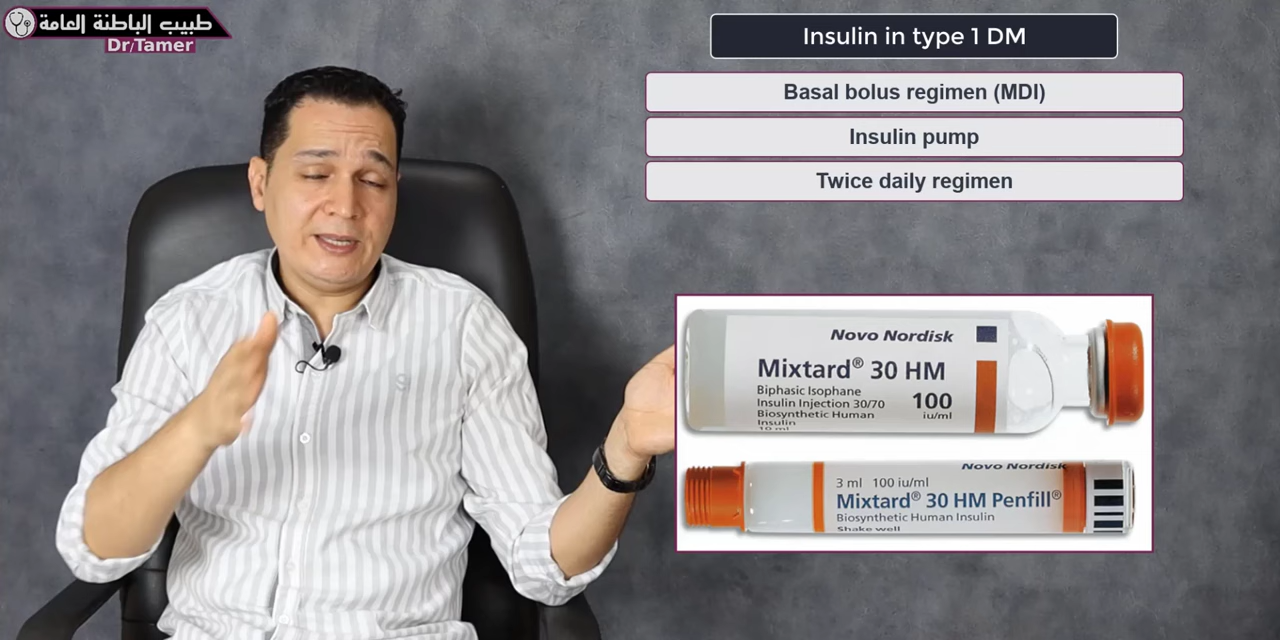 طبيب الباطنة العامة
Dr/Tamer
Insulin in type 1 DM
Basal bolus regimen (MDI)
Insulin pump
Twice daily regimen
Novo Nordisk
Mixtard® 30 HM
Biphasic Isophane
Insulin Injection 30/70
Biosynthetic Human
Insulin
10 ml
100
iu/ml
Novo Nordisk
3 ml 100 iu/ml
Mixtard® 30 HM Penfill®
Biosynthetic Human Insulin
Shake well